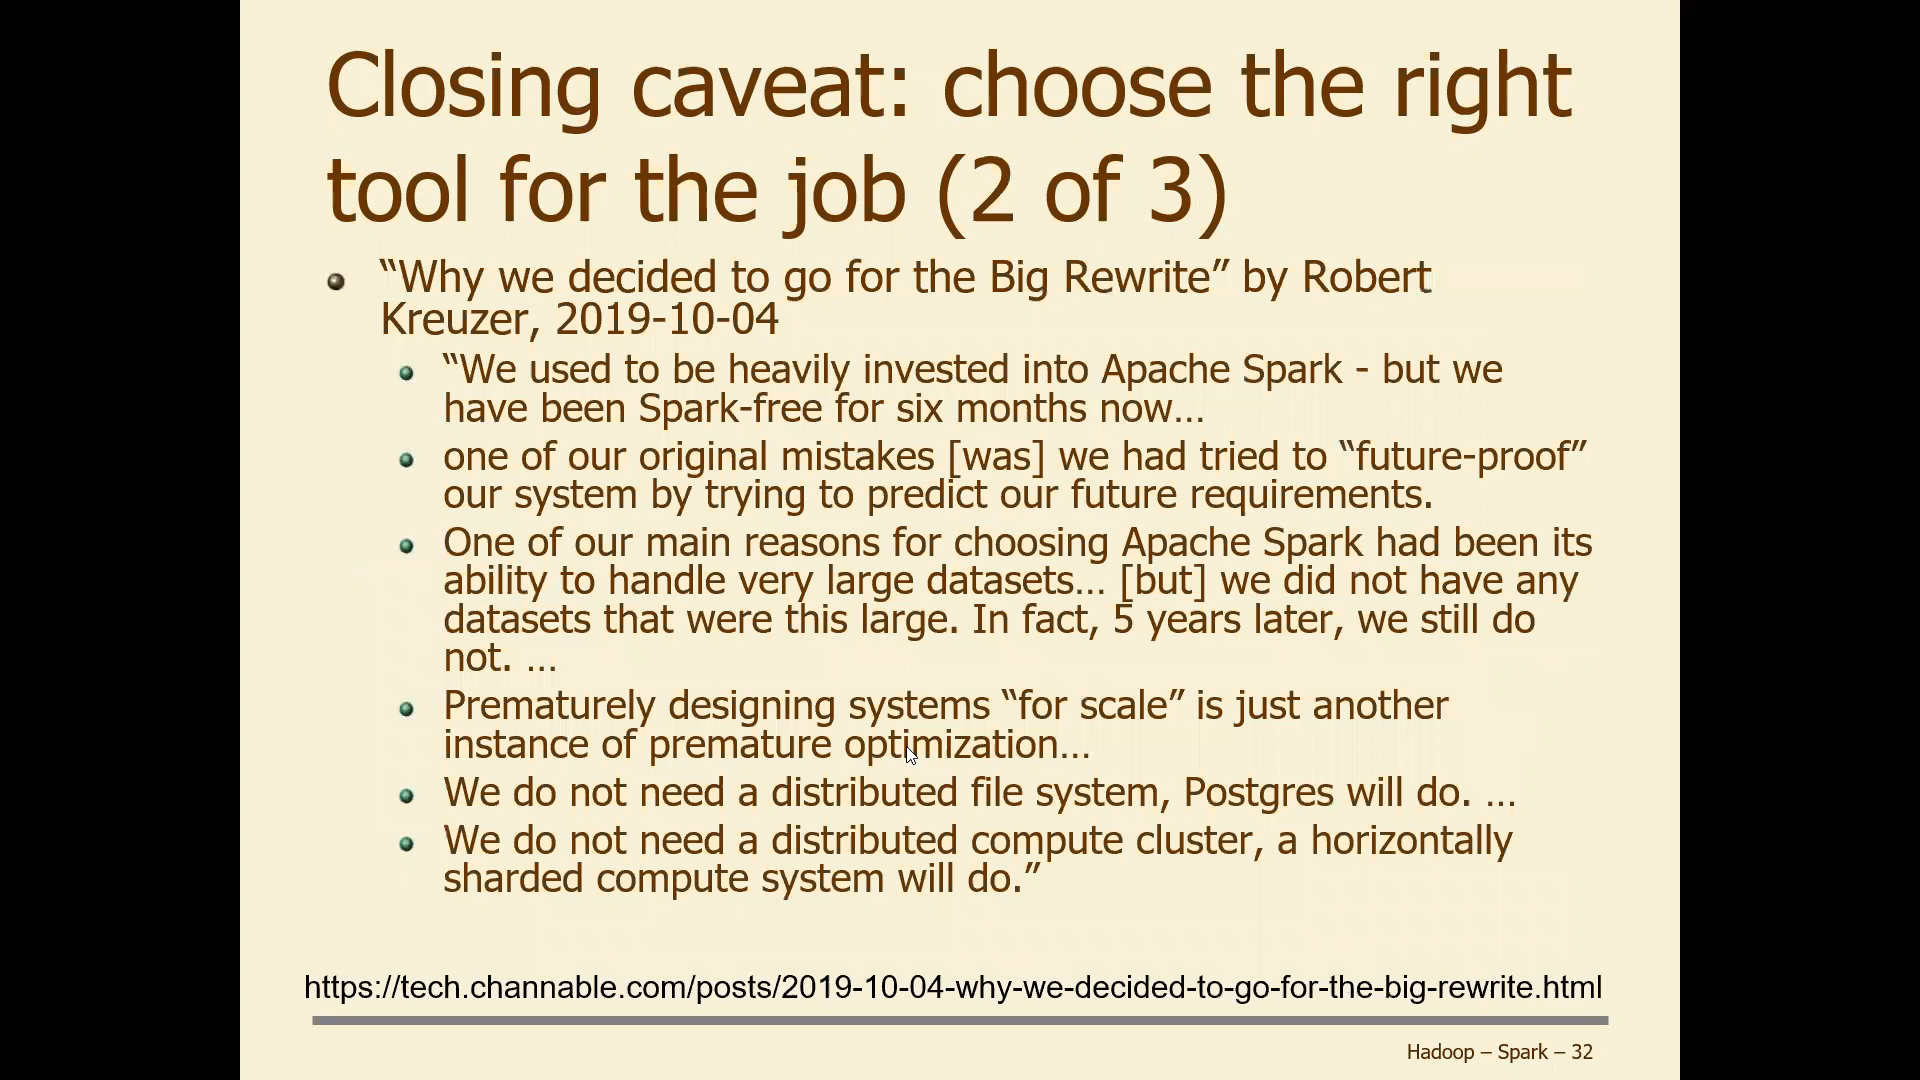 Closing caveat: choose the right
tool for the job (2 of 3)
“Why we decided to go for the Big Rewrite” by Robert
Kreuzer, 2019-10-04
“We used to be heavily invested into Apache Spark - but we
have been Spark-free for six months now…
one of our original mistakes [was] we had tried to “future-proof”
our system by trying to predict our future requirements.
One of our main reasons for choosing Apache Spark had been its
ability to handle very large datasets… [but] we did not have any
datasets that were this large. In fact, 5 years later, we still do
not. …
Prematurely designing systems “for scale” is just another
instance of premature optimization…
We do not need a distributed file system, Postgres will do. …
We do not need a distributed compute cluster, a horizontally
sharded compute system will do.”
https://tech.channable.com/posts/2019-10-04-why-we-decided-to-go-for-the-big-rewrite.html
Hadoop – Spark – 32